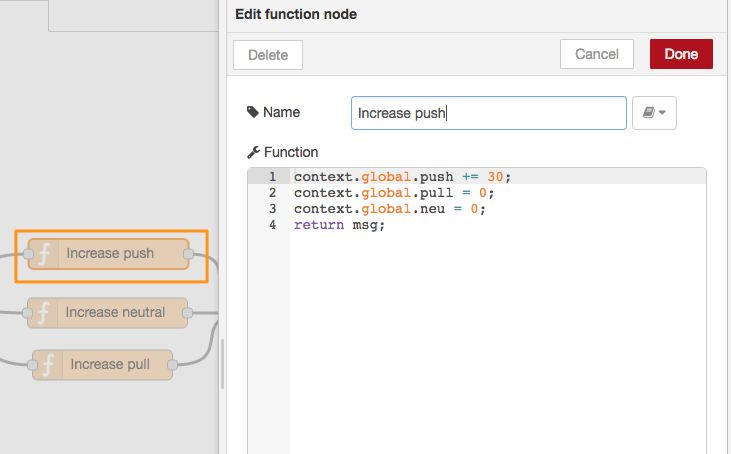 Edit function node
Delete
Cancel
Done
Name
Increase push
Function
1 context.global.push += 30;
2 context.global.pull = 0;
3 context.global.neu = 0;
4 return msg;
f Increase push
f Increase neutral
f Increase pull